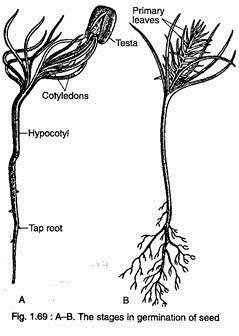 Primary
leaves
Testa
Cotyledons
Hypocotyl
Tap root
A
B
Fig. 1.69 : A-B. The stages in germination of seed